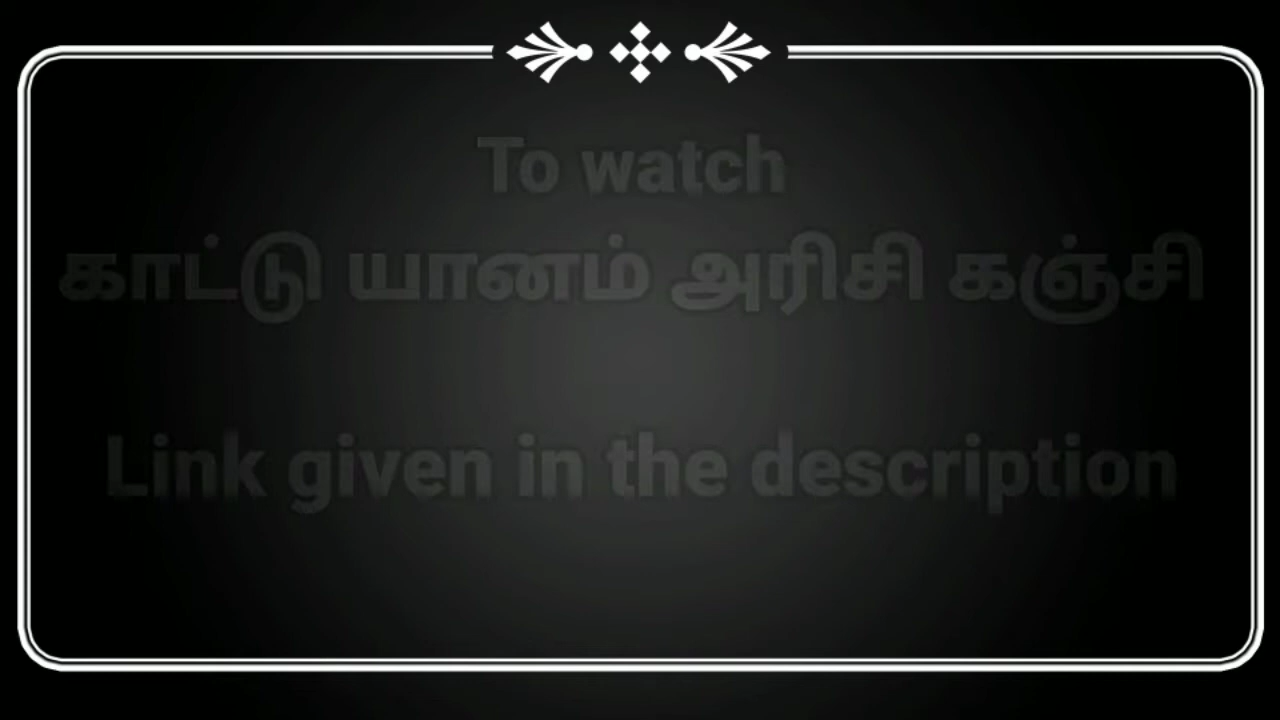 To watch
காட்டு யானம் அரிசி கஞ்சி
Link given in the description